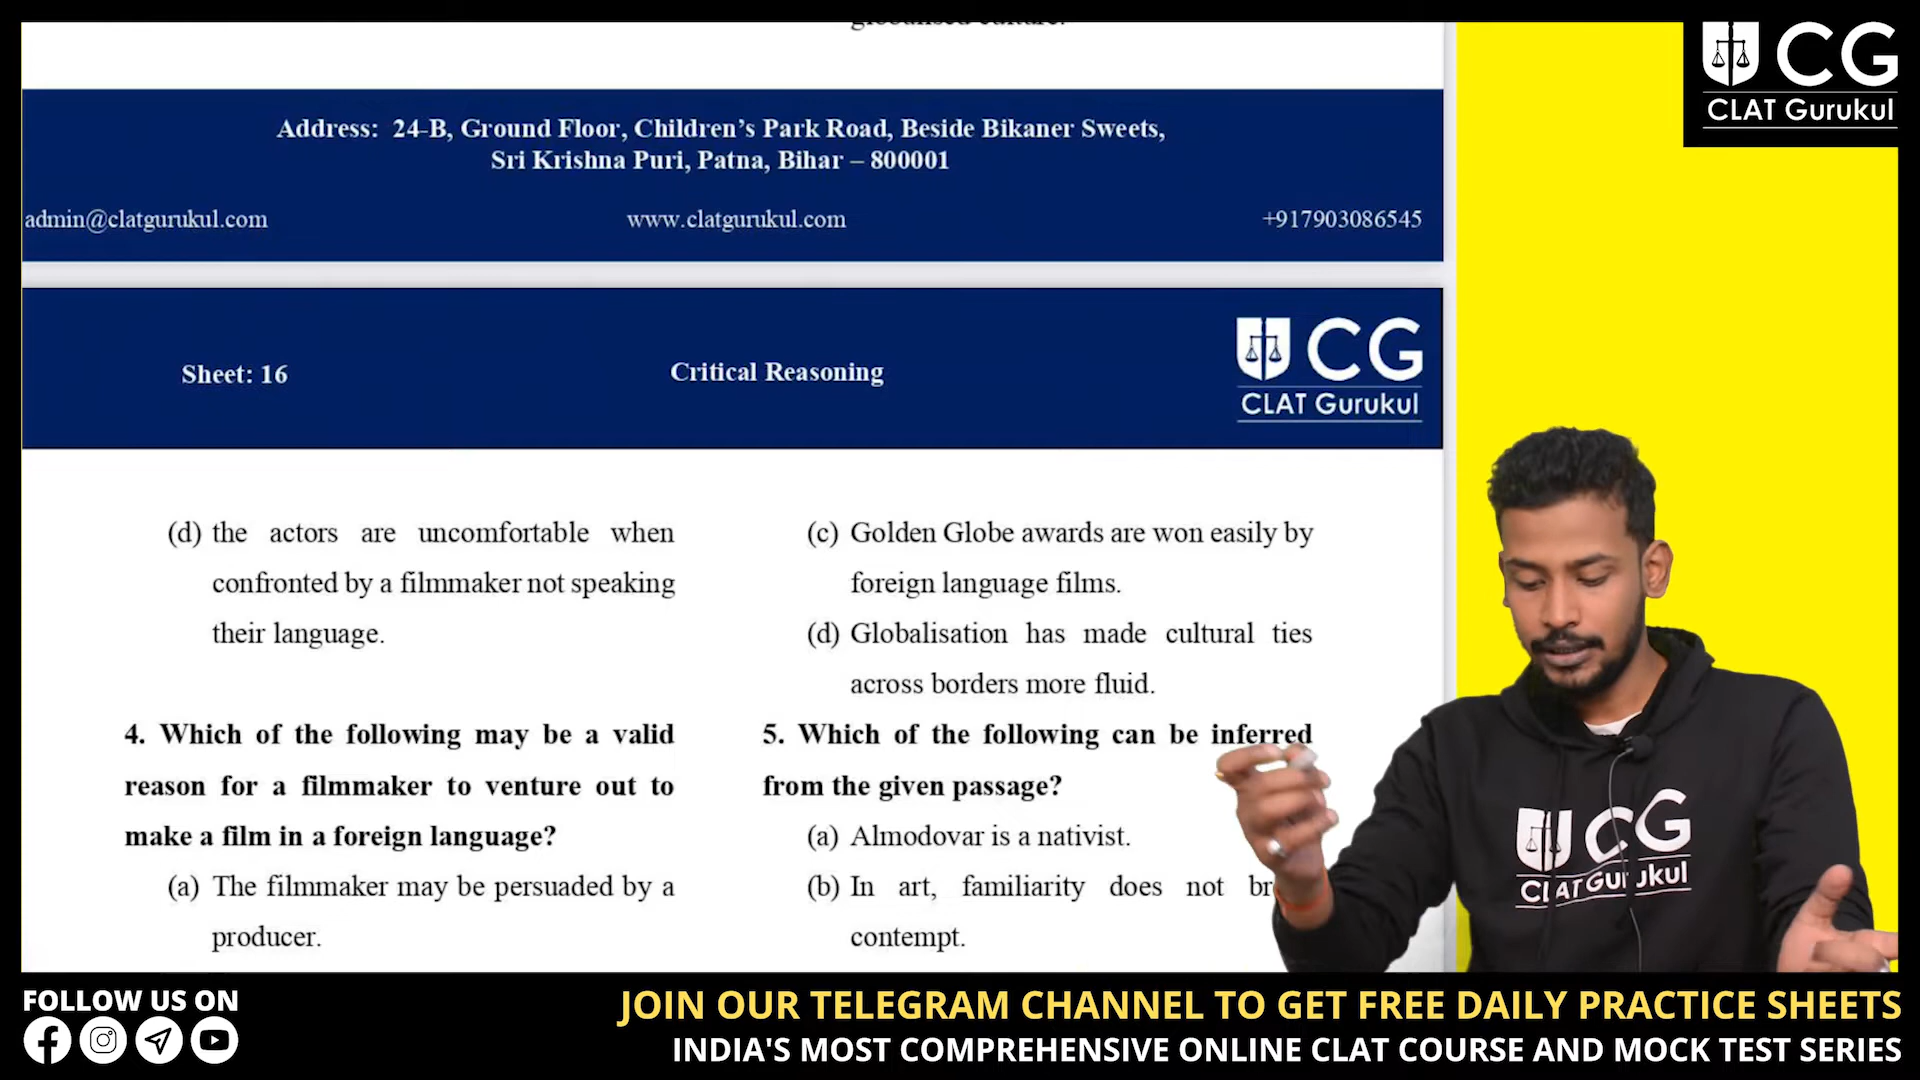 globalised culture.
CG
CLAT Gurukul
Address: 24-B, Ground Floor, Children's Park Road, Beside Bikaner Sweets,
Sri Krishna Puri, Patna, Bihar – 800001
admin@clatgurukul.com www.clatgurukul.com +917903086545
Sheet: 16 Critical Reasoning
CG
CLAT Gurukul
(d) the actors are uncomfortable when
confronted by a filmmaker not speaking
their language.
4. Which of the following may be a valid
reason for a filmmaker to venture out to
make a film in a foreign language?
(a) The filmmaker may be persuaded by a
producer.
(c) Golden Globe awards are won easily by
foreign language films.
(d) Globalisation has made cultural ties
across borders more fluid.
5. Which of the following can be inferred
from the given passage?
(a) Almodovar is a nativist.
(b) In art, familiarity does not
contempt.
CG
CLAT Gurukul
FOLLOW US ON
JOIN OUR TELEGRAM CHANNEL TO GET FREE DAILY PRACTICE SHEETS
INDIA'S MOST COMPREHENSIVE ONLINE CLAT COURSE AND MOCK TEST SERIES